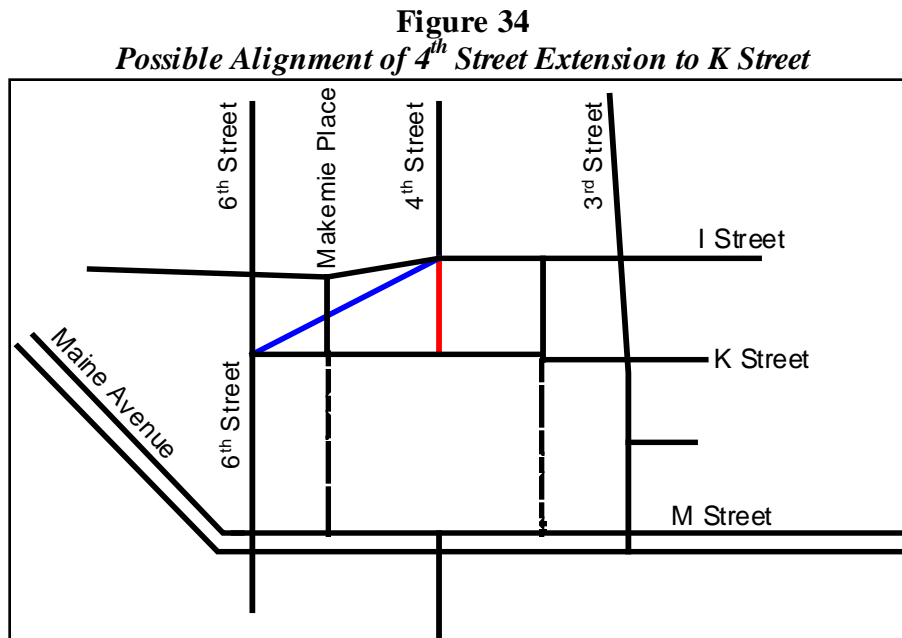 Figure 34
Possible Alignment of 4th Street Extension to K Street
6th Street
Makemie Place
4th Street
3rd Street
I Street
Maine Avenue
6th Street
K Street
M Street